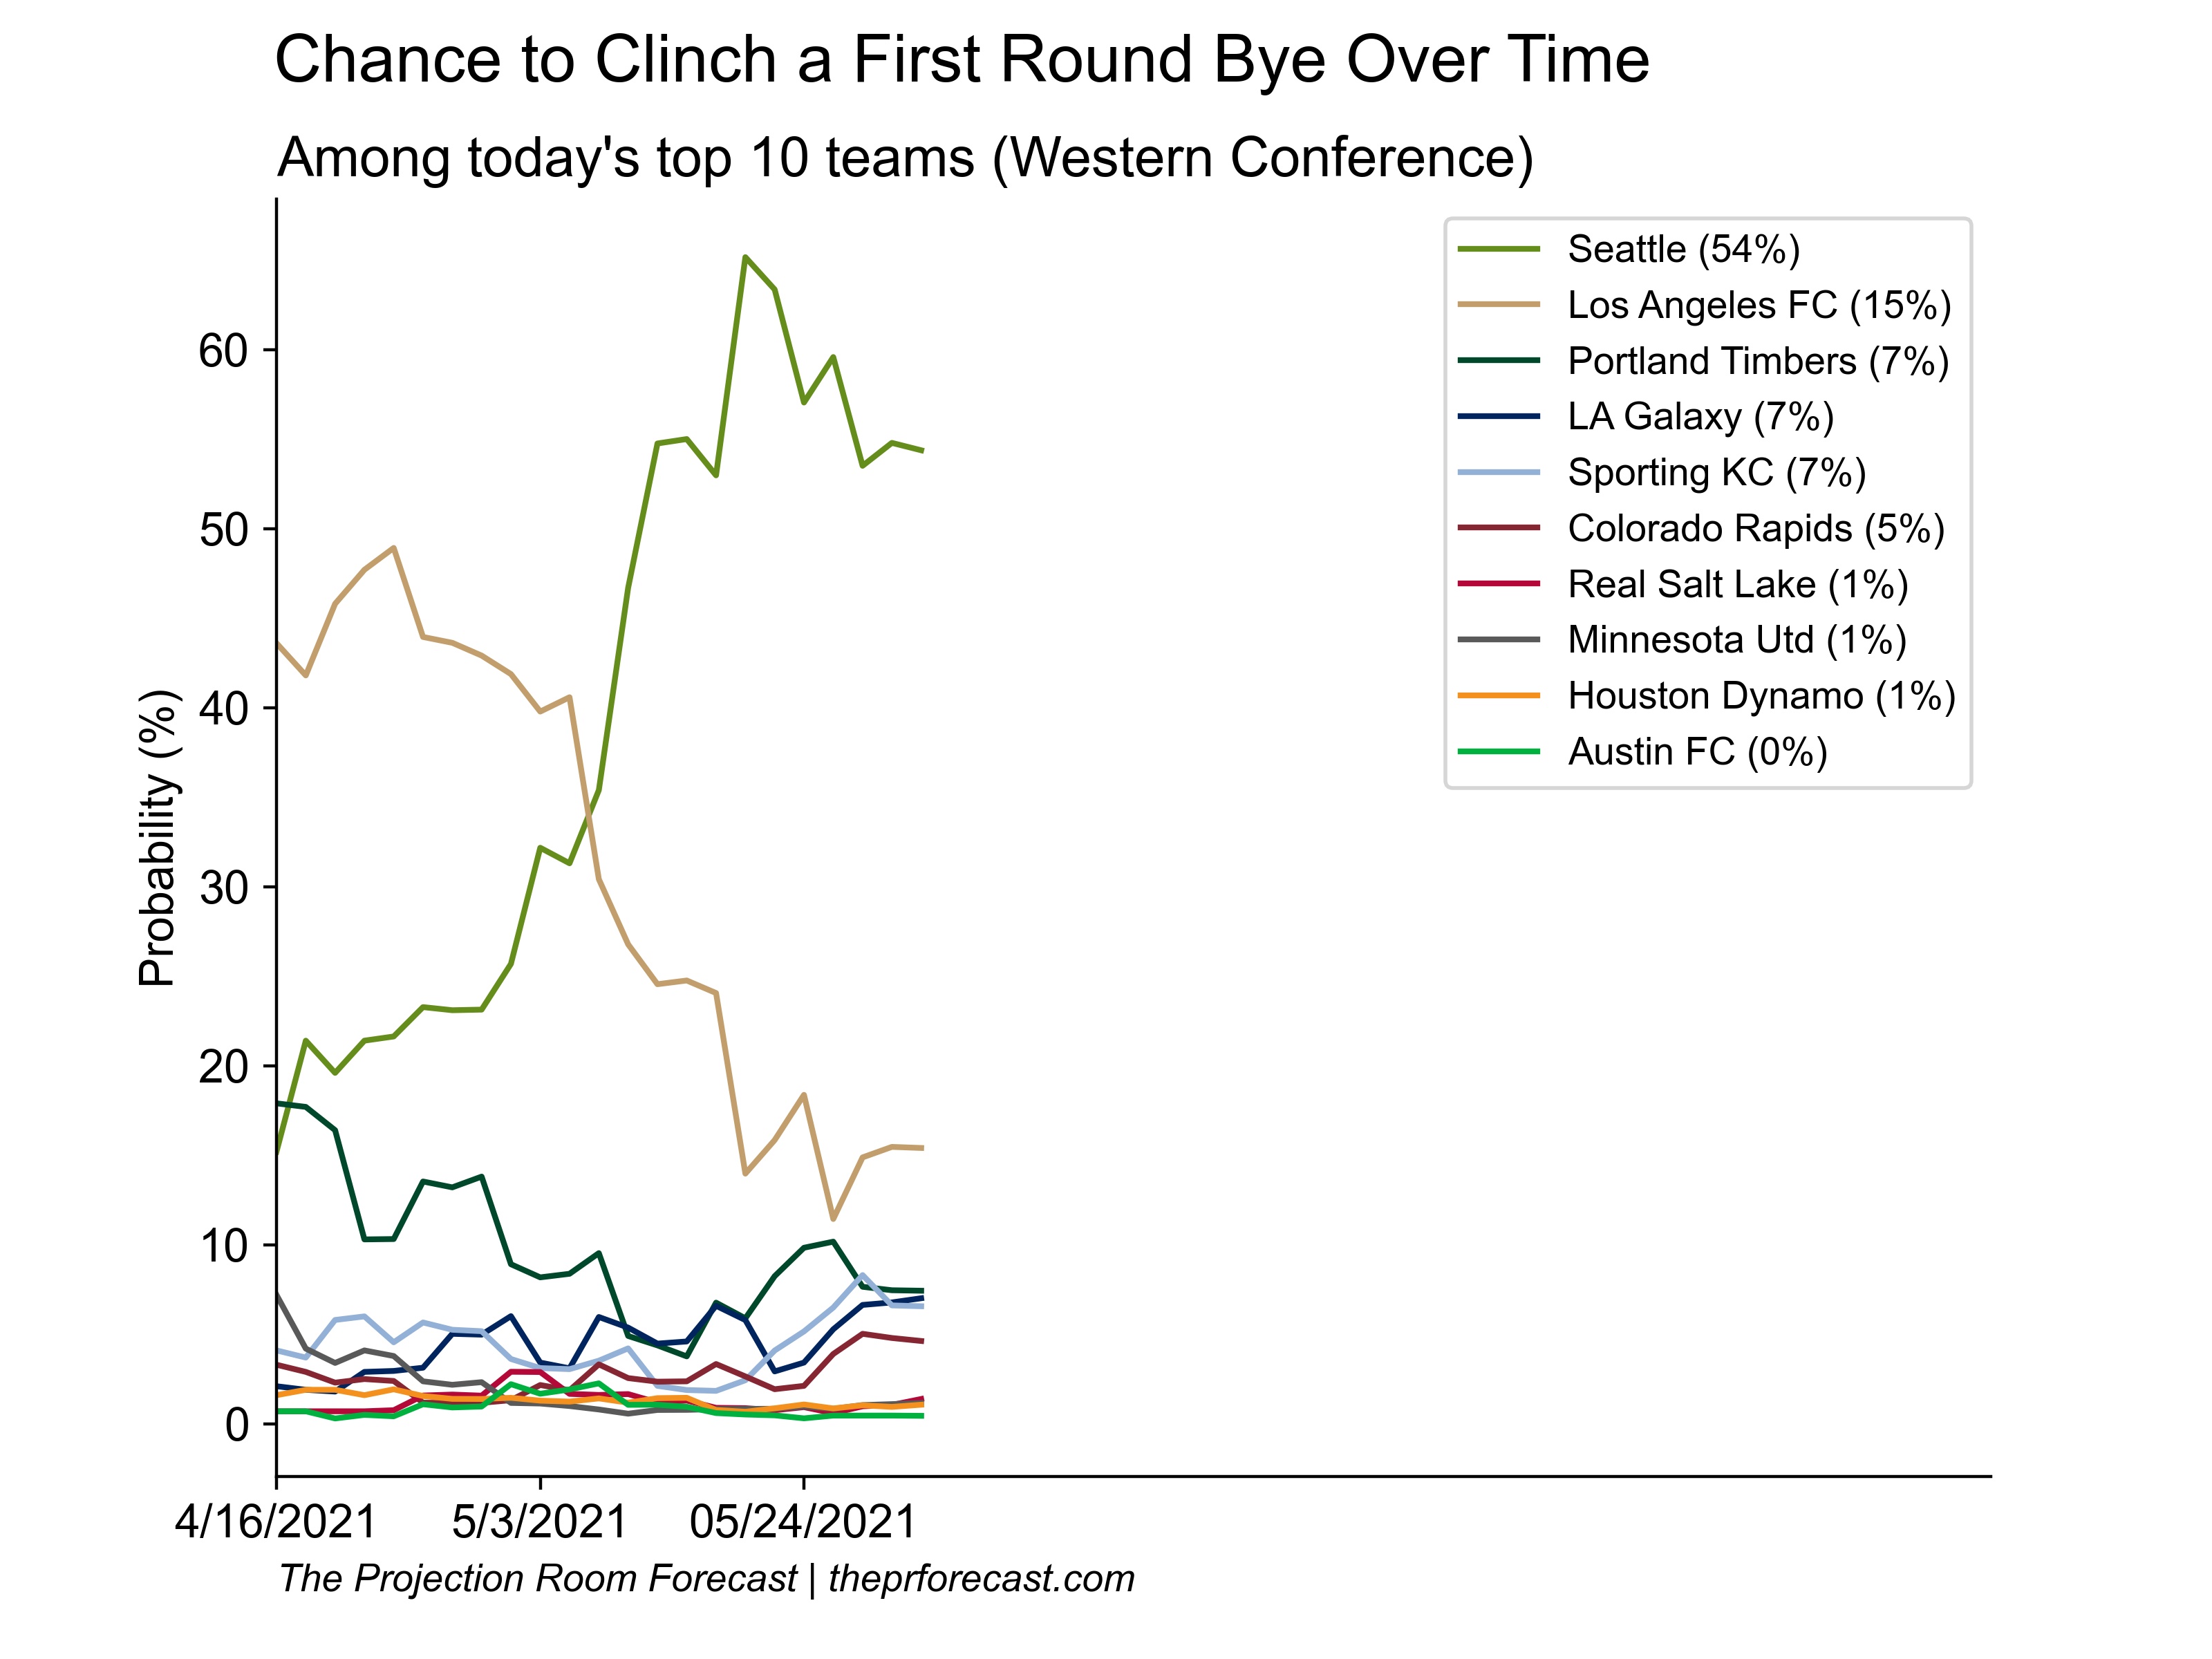 Chance to Clinch a First Round Bye Over Time
Among today's top 10 teams (Western Conference)
Seattle (54%)
Los Angeles FC (15%)
Portland Timbers (7%)
LA Galaxy (7%)
Sporting KC (7%)
Colorado Rapids (5%)
Real Salt Lake (1%)
Minnesota Utd (1%)
Houston Dynamo (1%)
Austin FC (0%)
Probability (%)
60
50
40
30
20
10
0
4/16/2021 5/3/2021 05/24/2021
The Projection Room Forecast | theprforecast.com